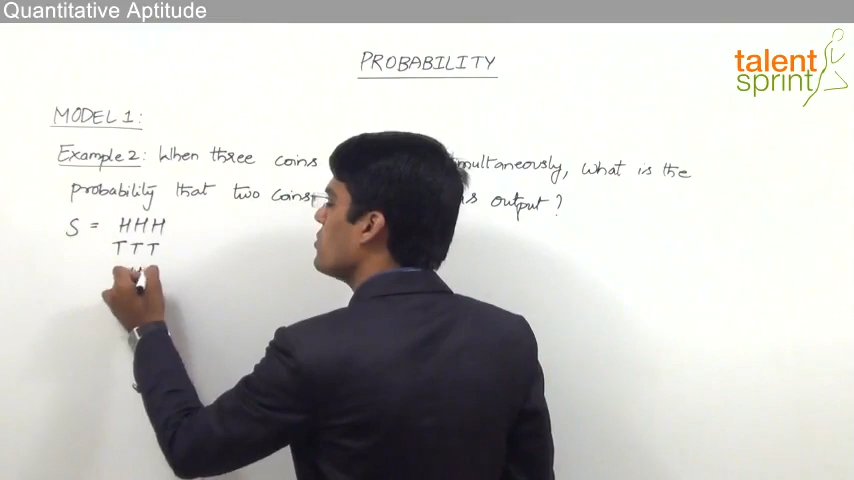 Quantitative Aptitude
PROBABILITY
talent
sprint
MODEL 1:
Example 2: When three coins multaneously, what is the
probability that two coins output?
S = HHH
TTT